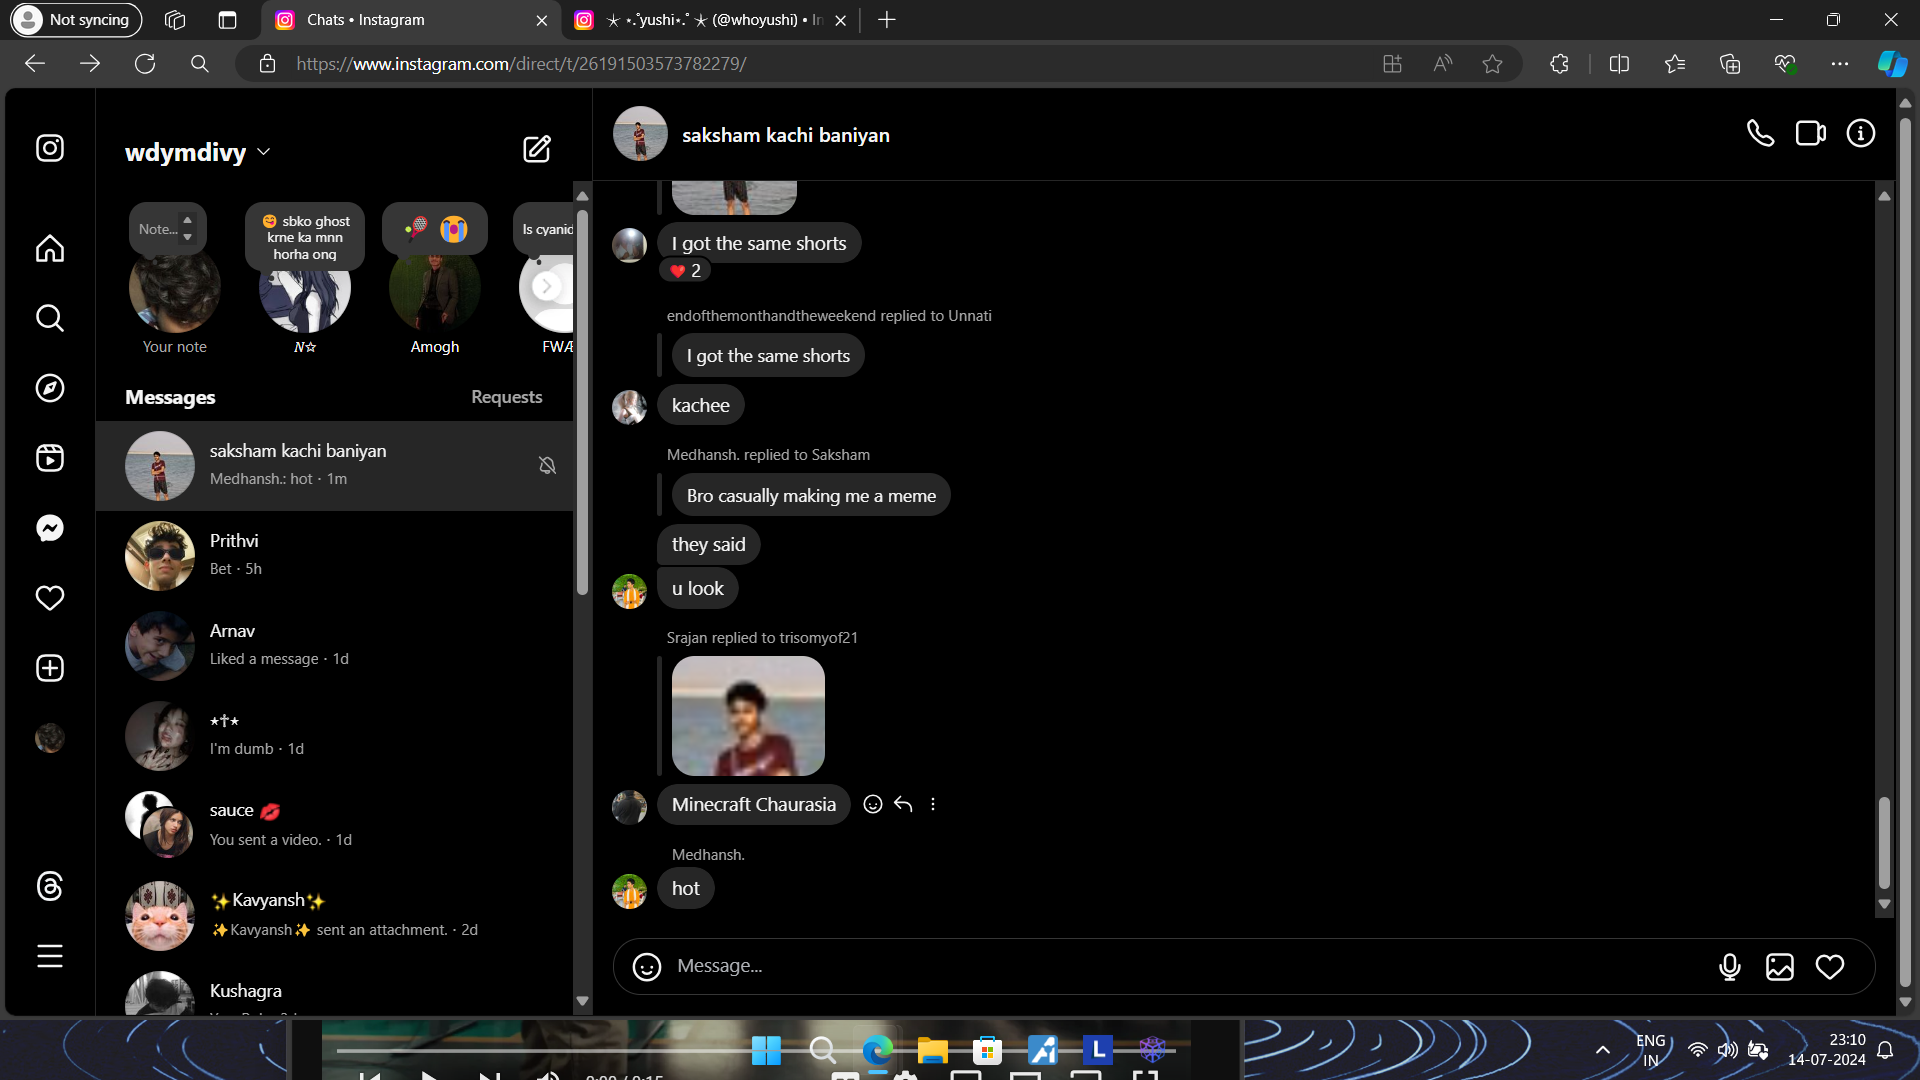 Not syncing
Chats • Instagram
yushi⋆.˚ ★ (@whoyushi) • In
https://www.instagram.com/direct/t/26191503573782279/
wdymdivy
saksham kachi baniyan
Note...
😋 sbko ghost
krne ka mnn
horha onq
🏸 😭
Is cyanid
Your note
N☆
Amogh
FWÆ
Messages
Requests
saksham kachi baniyan
Medhansh.: hot · 1m
Prithvi
Bet · 5h
Arnav
Liked a message · 1d
⋆✝⋆
I'm dumb · 1d
sauce 💋
You sent a video. · 1d
✨Kavyansh✨
✨Kavyansh✨ sent an attachment. · 2d
Kushagra
I got the same shorts
❤️ 2
endofthemonthandtheweekend replied to Unnati
I got the same shorts
kachee
Medhansh. replied to Saksham
Bro casually making me a meme
they said
u look
Srajan replied to trisomyof21
Minecraft Chaurasia
Medhansh.
hot
Message...
0:00 / 0:15
L
ENG
IN
23:10
14-07-2024